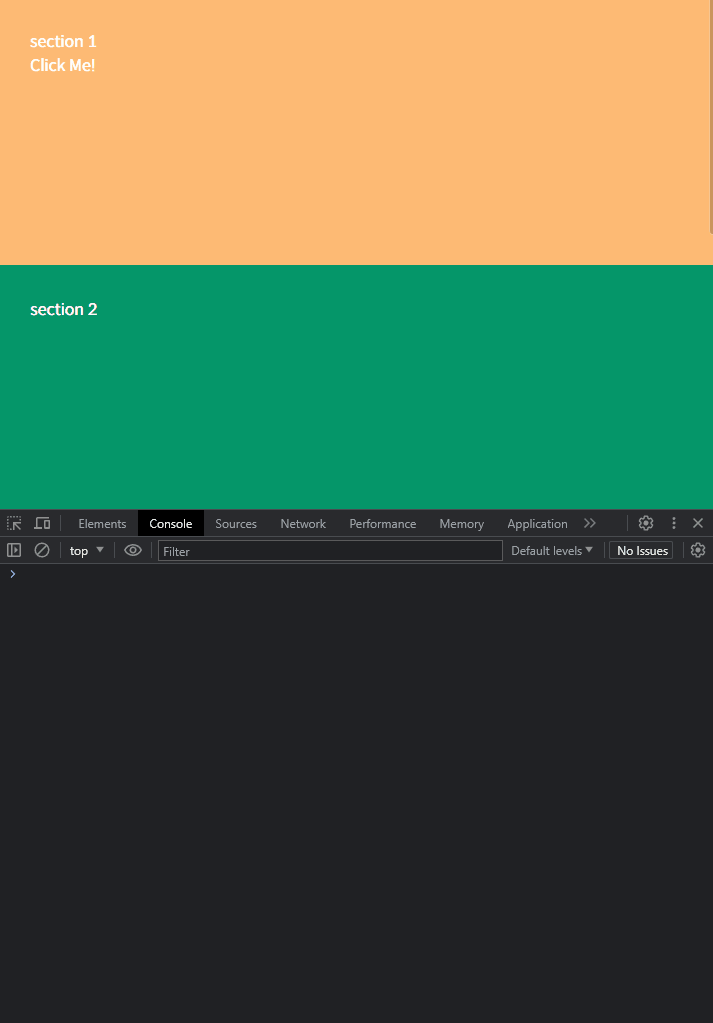 section 1
Click Me!
section 2
Elements Console Sources Network Performance Memory Application
top Filter Default levels No Issues